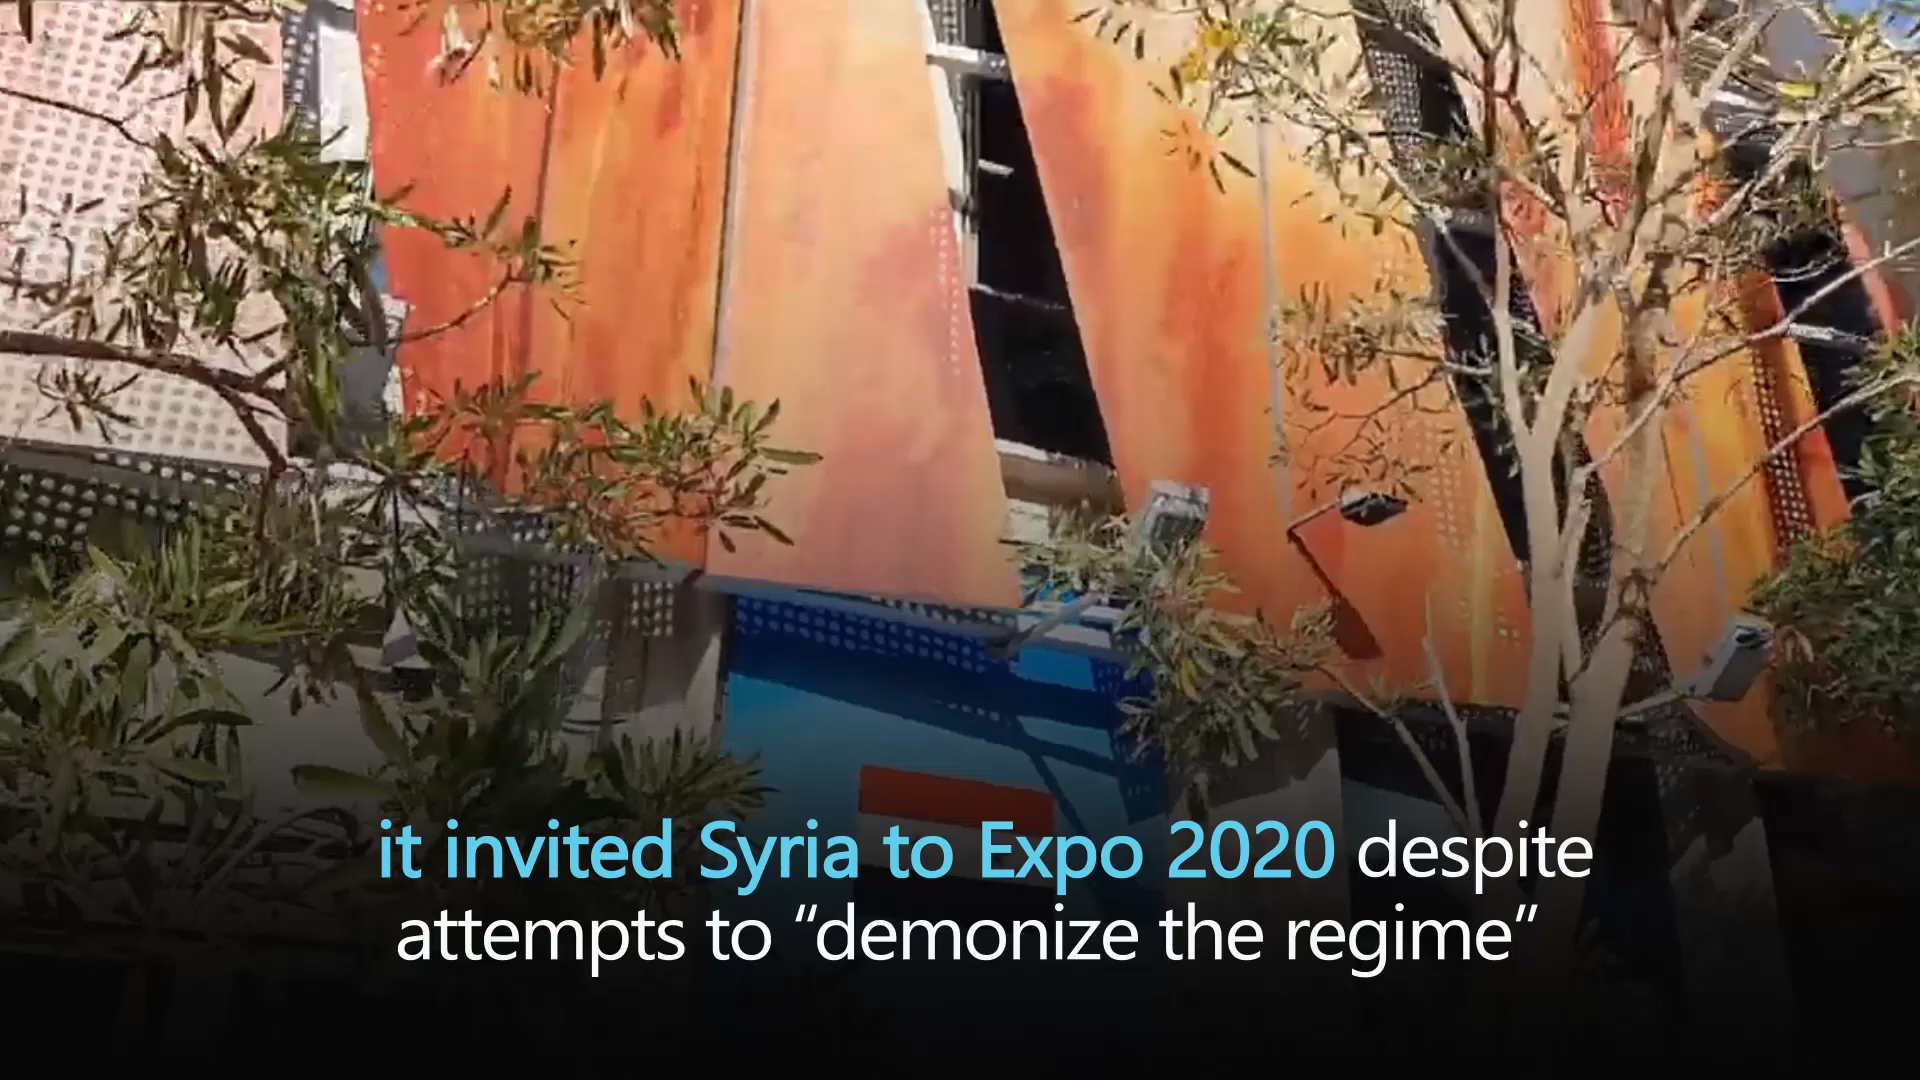 it invited Syria to Expo 2020 despite
attempts to “demonize the regime”